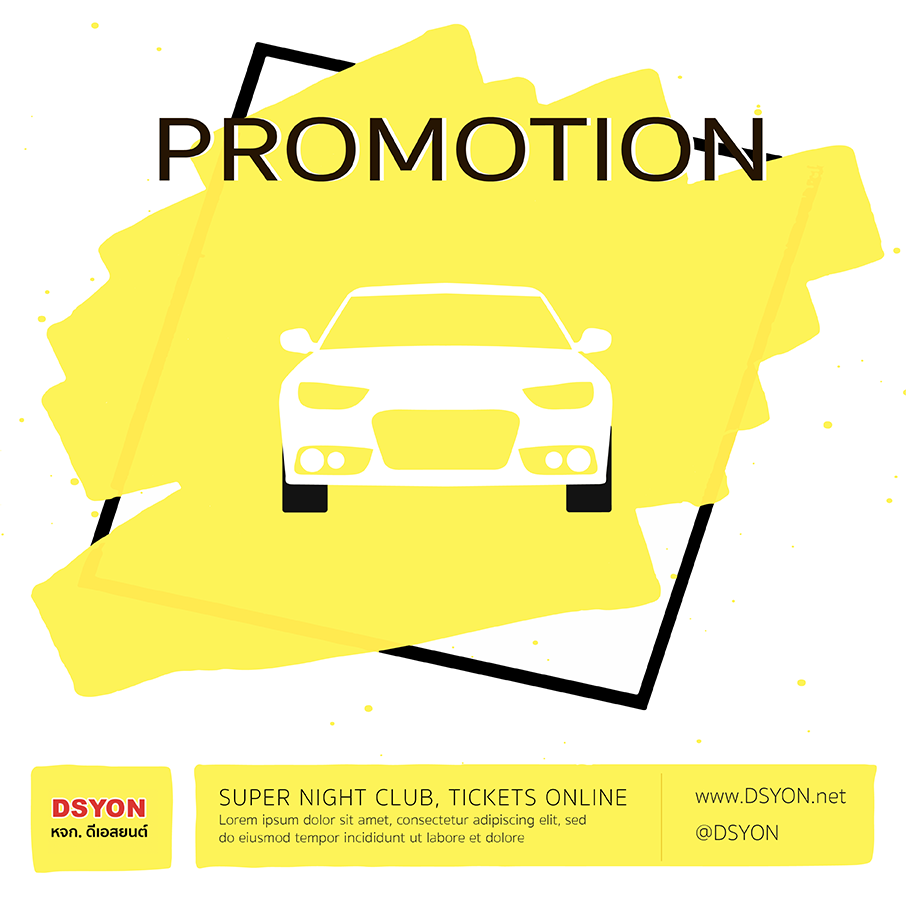 PROMOTION
DSYON
หจก. ดีเอสยนต์
SUPER NIGHT CLUB, TICKETS ONLINE
Lorem ipsum dolor sit amet, consectetur adipiscing elit, sed
do eiusmod tempor incididunt ut labore et dolore
www.DSYON.net
@DSYON